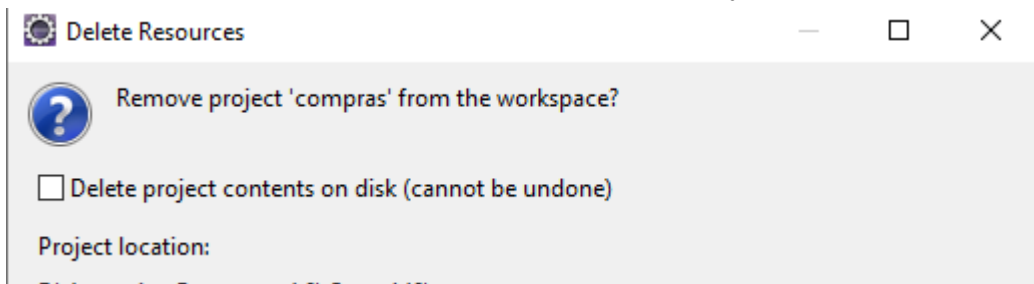 Delete Resources
Remove project 'compras' from the workspace?
Delete project contents on disk (cannot be undone)
Project location: